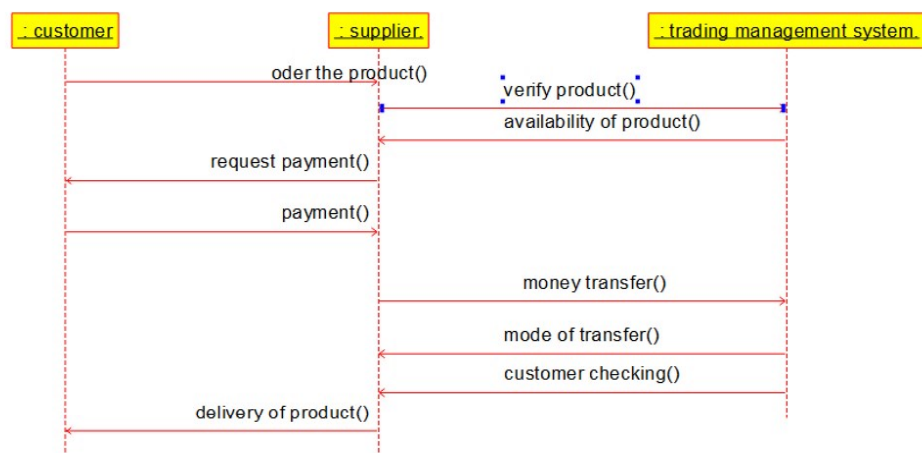 : customer
: supplier.
: trading management system.
oder the product()
verify product()
availability of product()
request payment()
payment()
money transfer()
mode of transfer()
customer checking()
delivery of product()